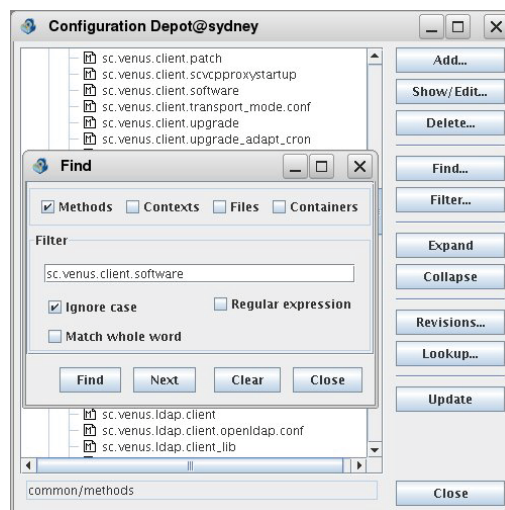 Configuration Depot@sydney
sc.venus.client.patch
sc.venus.client.scvcpproxystartup
sc.venus.client.software
sc.venus.client.transport_mode.conf
sc.venus.client.upgrade
sc.venus.client.upgrade_adapt_cron
Add...
Show/Edit...
Delete...
Find...
Filter...
Expand
Collapse
Revisions...
Lookup...
Update
Find
Methods Contexts Files Containers
Filter
sc.venus.client.software
Ignore case Regular expression
Match whole word
Find Next Clear Close
sc.venus.ldap.client
sc.venus.ldap.client.openldap.conf
sc.venus.ldap.client_lib
common/methods
Close